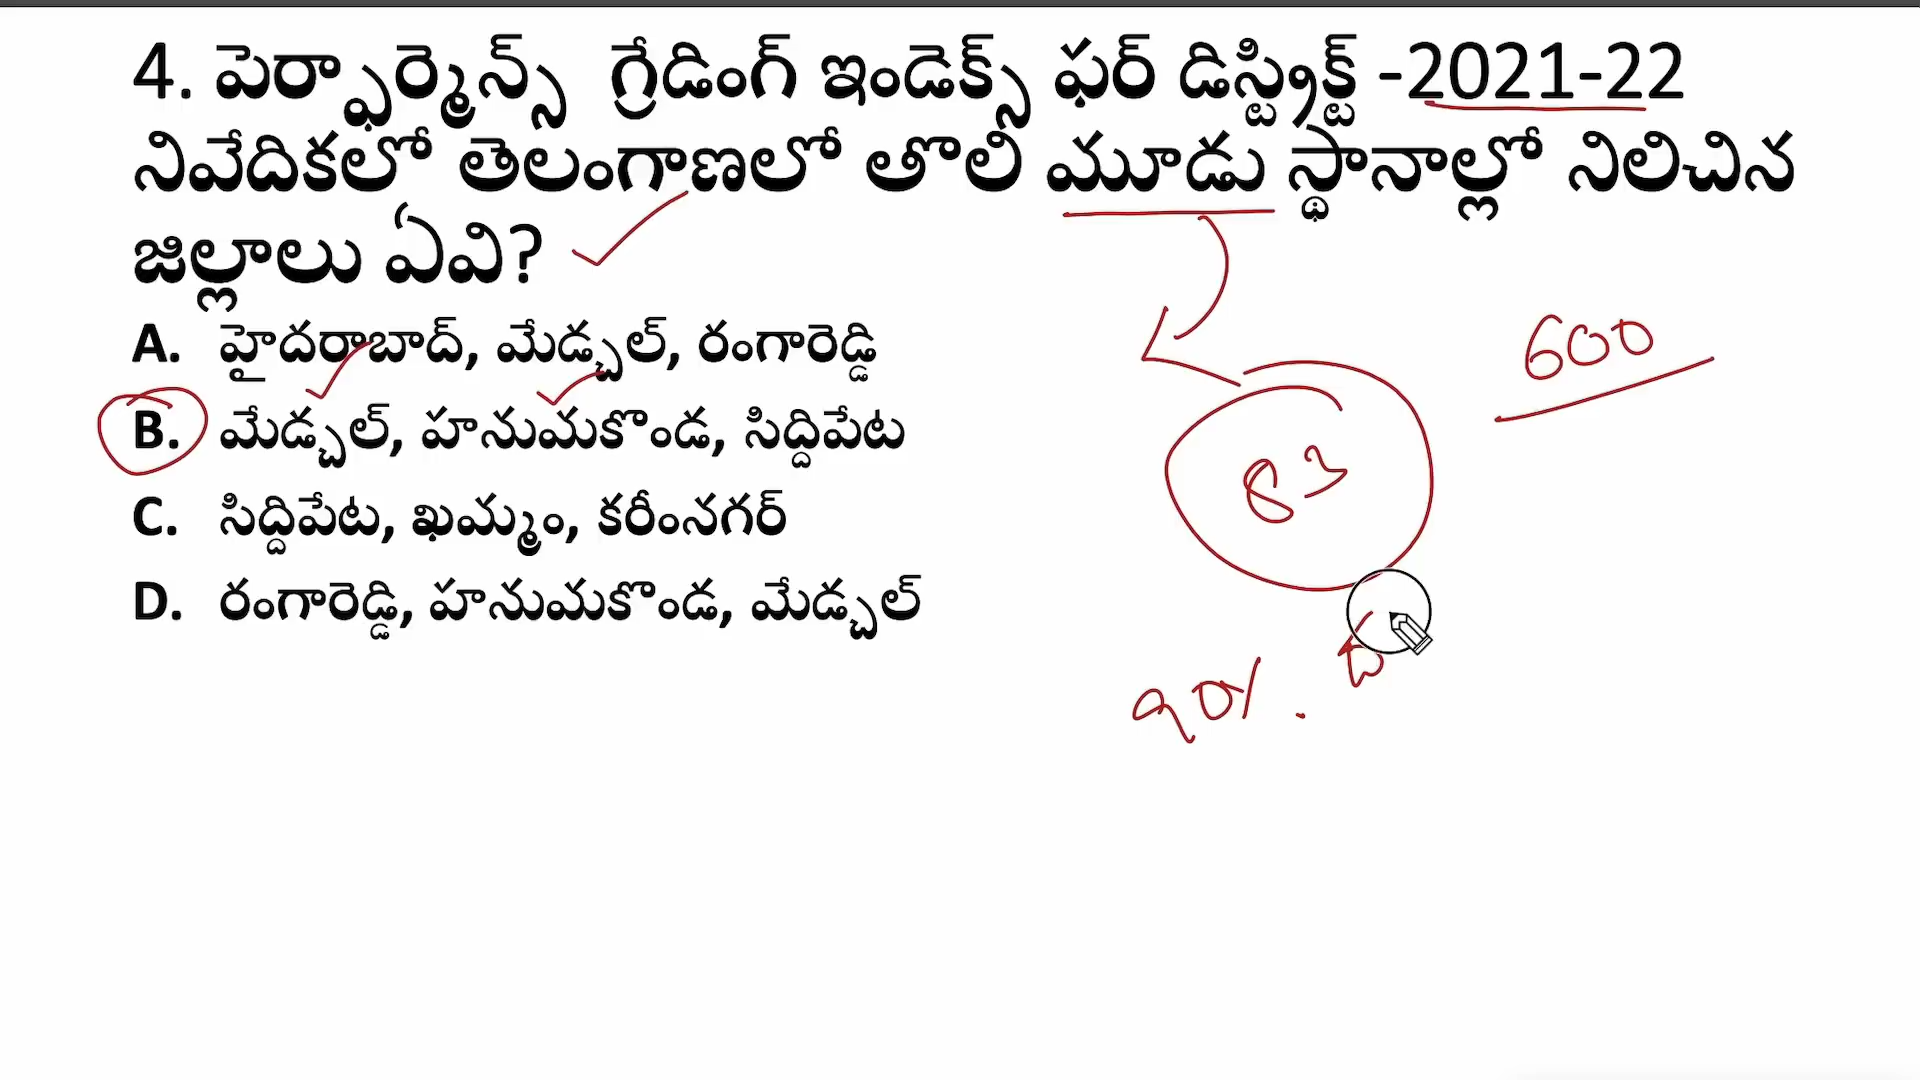 4. పెర్ఫార్మెన్స్ గ్రేడింగ్ ఇండెక్స్ ఫర్ డిస్ట్రిక్ట్ -2021-22
నివేదికలో తెలంగాణలో తొలి మూడు స్థానాల్లో నిలిచిన
జిల్లాలు ఏవి?
A. హైదరాబాద్, మేడ్చల్, రంగారెడ్డి
B. మేడ్చల్, హనుమకొండ, సిద్దిపేట
C. సిద్దిపేట, ఖమ్మం, కరీంనగర్
D. రంగారెడ్డి, హనుమకొండ, మేడ్చల్
600
83
90%.